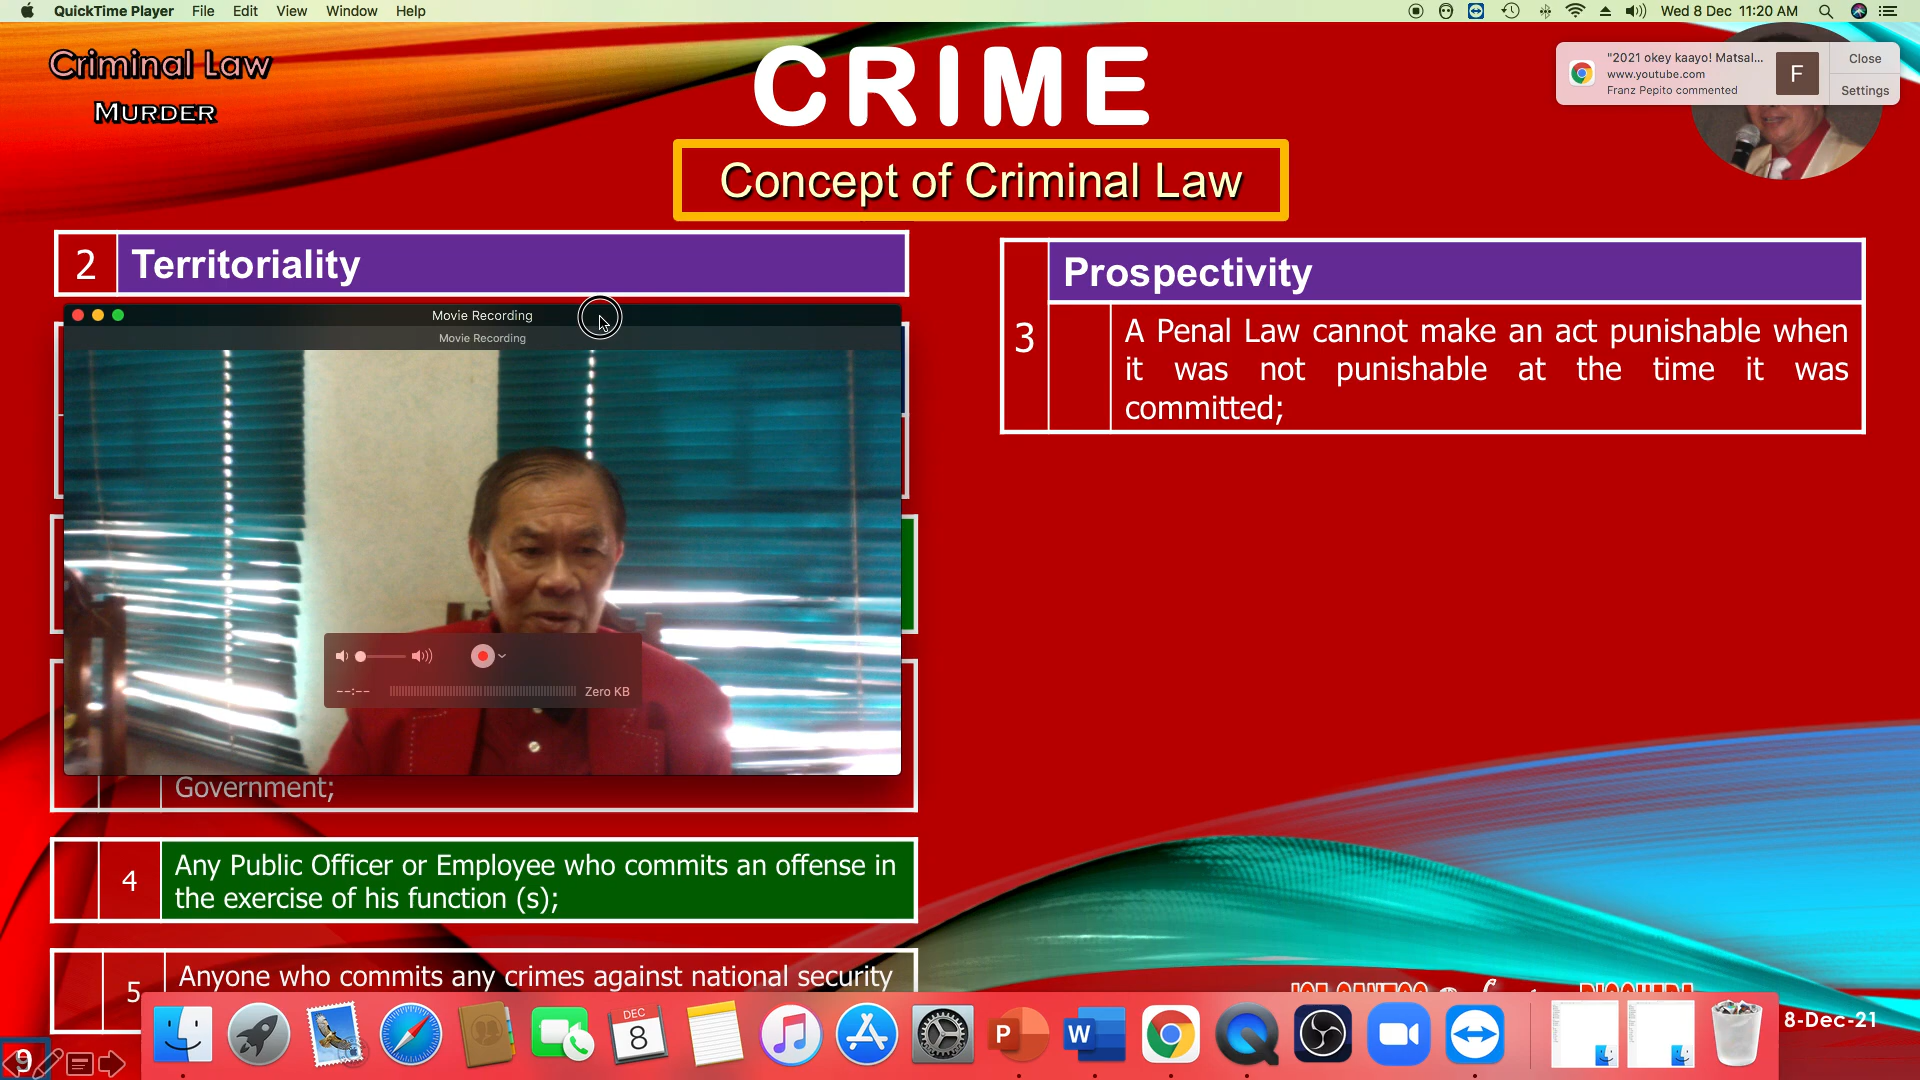 QuickTime Player File Edit View Window Help
Wed 8 Dec 11:20 AM
Criminal Law
MURDER
CRIME
Concept of Criminal Law
"2021 okey kaayo! Matsal...
www.youtube.com
Franz Pepito commented
F
Close
Settings
2 Territoriality
Movie Recording
Movie Recording
--:--
Zero KB
Government;
4 Any Public Officer or Employee who commits an offense in
the exercise of his function (s);
5 Anyone who commits any crimes against national security
Prospectivity
3 A Penal Law cannot make an act punishable when
it was not punishable at the time it was
committed;
DEC
8
P
W
8-Dec-21
9